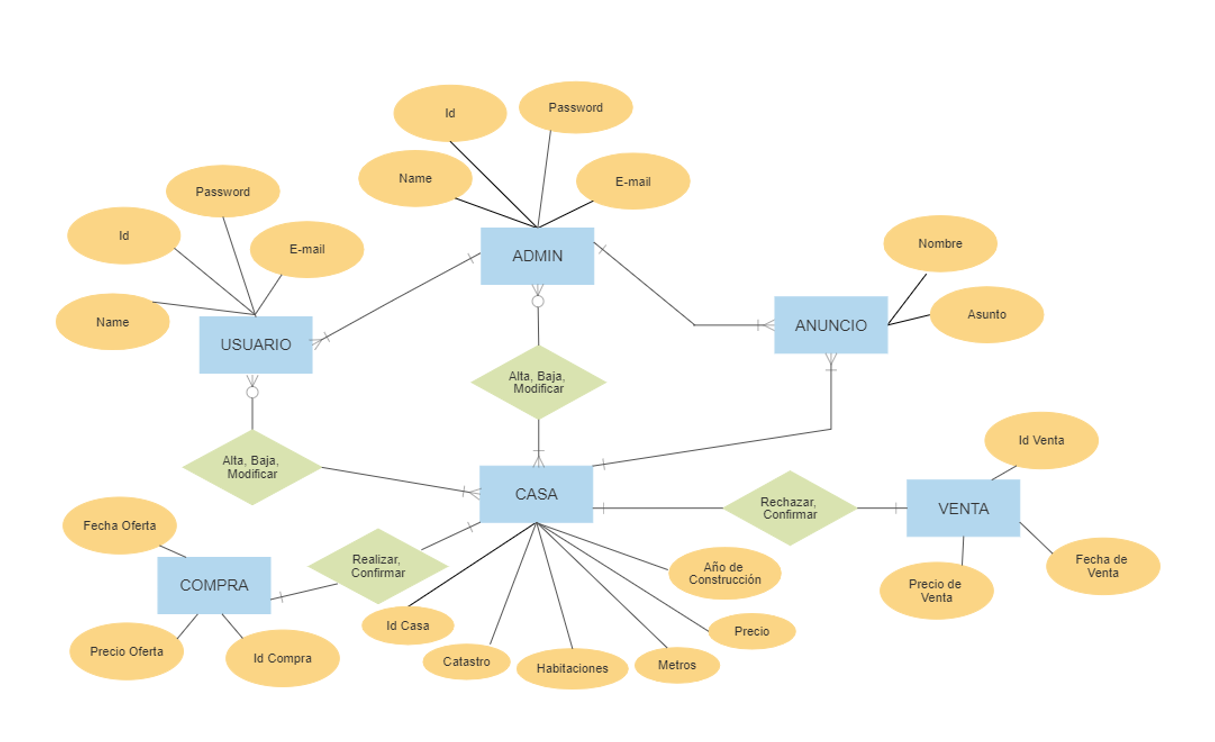 Id
Password
Name
E-mail
ADMIN
Password
Id
E-mail
Name
USUARIO
Nombre
Asunto
ANUNCIO
Alta, Baja,
Modificar
Alta, Baja,
Modificar
CASA
Rechazar,
Confirmar
VENTA
Id Venta
Precio de
Venta
Fecha de
Venta
Fecha Oferta
COMPRA
Precio Oferta
Id Compra
Realizar,
Confirmar
Id Casa
Catastro
Habitaciones
Metros
Precio
Año de
Construcción